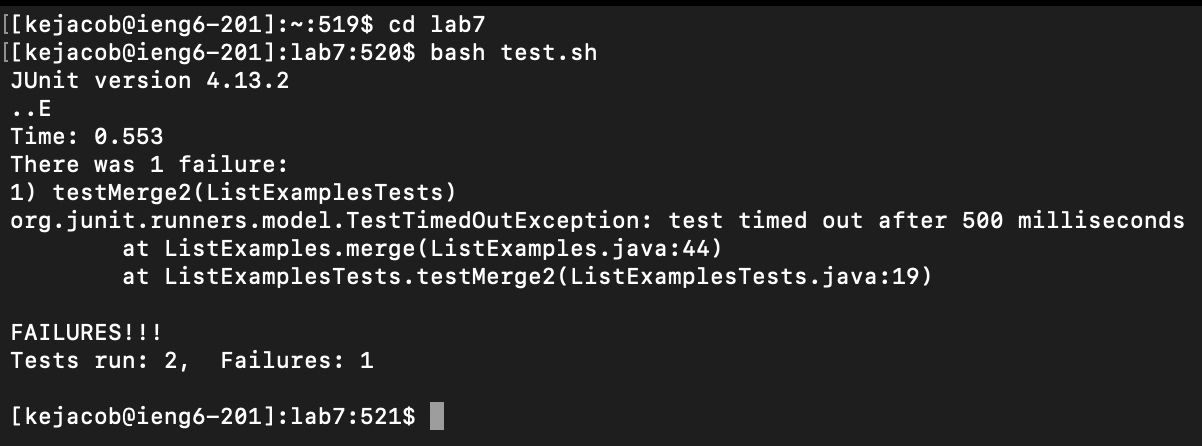 [[kejacob@ieng6-201]:~:519$ cd lab7
[[kejacob@ieng6-201]:lab7:520$ bash test.sh
JUnit version 4.13.2
..E
Time: 0.553
There was 1 failure:
1) testMerge2(ListExamplesTests)
org.junit.runners.model.TestTimedOutException: test timed out after 500 milliseconds
        at ListExamples.merge(ListExamples.java:44)
        at ListExamplesTests.testMerge2(ListExamplesTests.java:19)

FAILURES!!!
Tests run: 2,  Failures: 1

[kejacob@ieng6-201]:lab7:521$